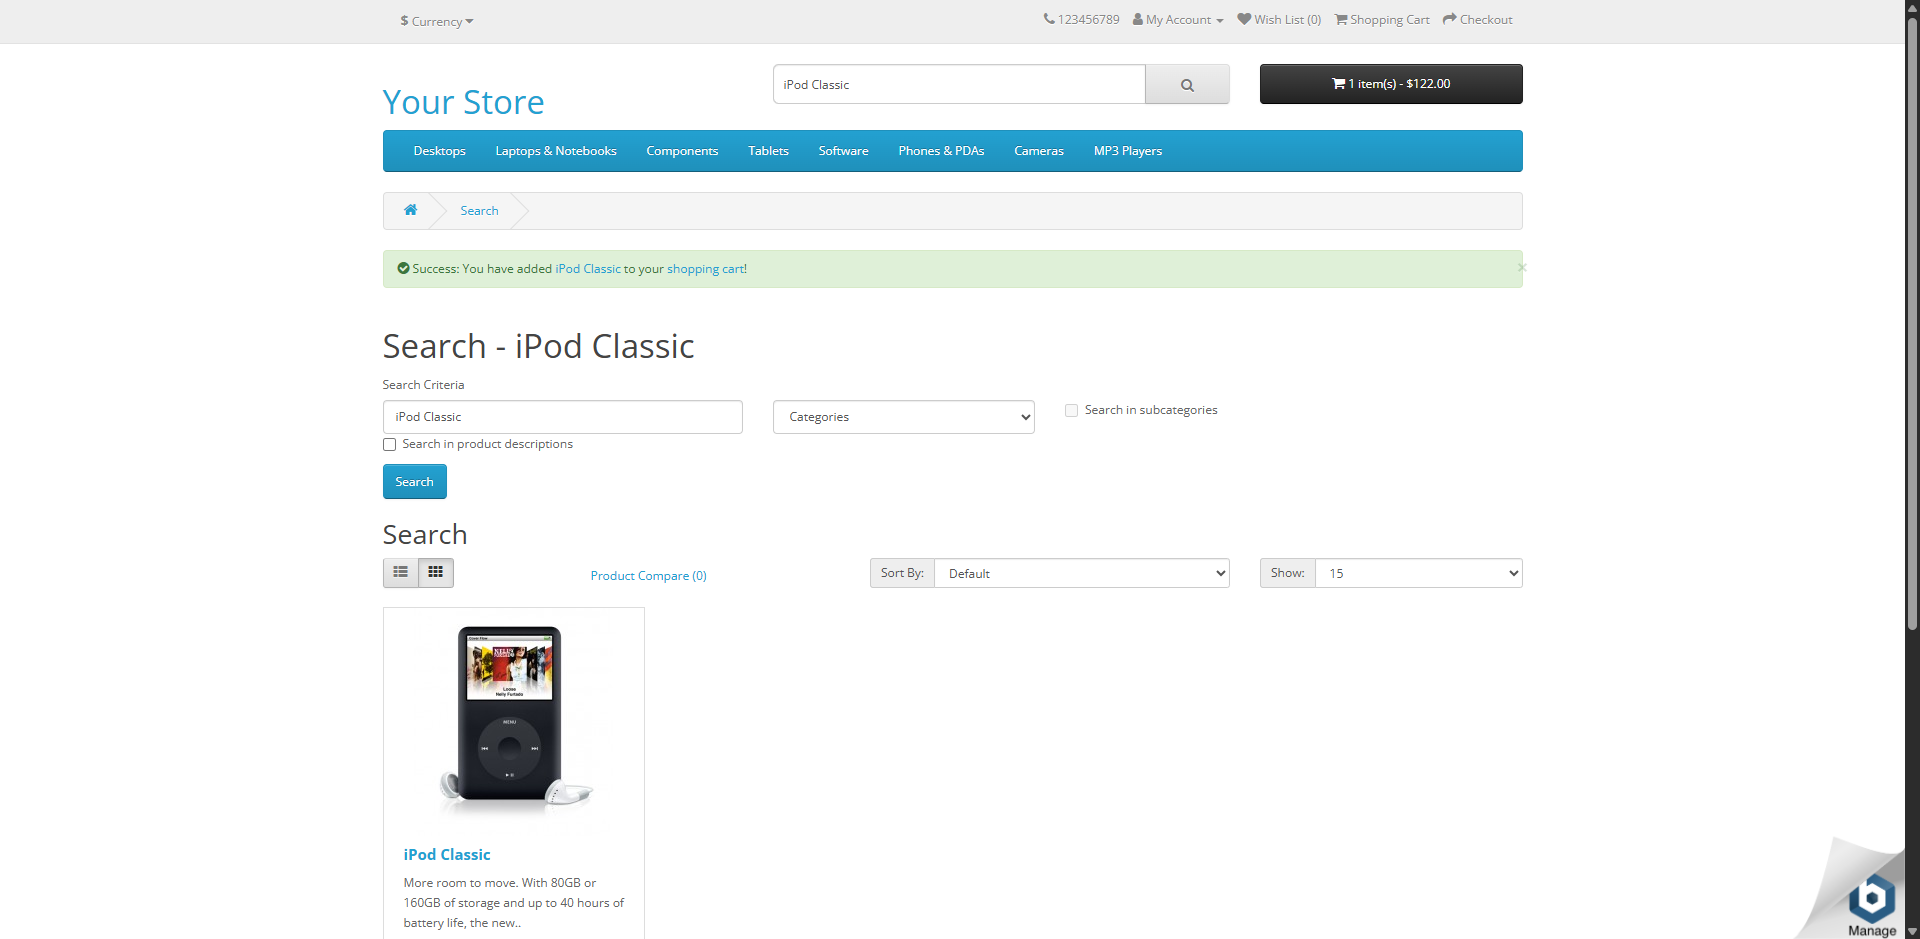 $ Currency
123456789 My Account Wish List (0) Shopping Cart Checkout
Your Store
iPod Classic
1 item(s) - $122.00
Desktops Laptops & Notebooks Components Tablets Software Phones & PDAs Cameras MP3 Players
Search
Success: You have added iPod Classic to your shopping cart!
×
Search - iPod Classic
Search Criteria
iPod Classic
Categories
Search in subcategories
Search in product descriptions
Search
Search
Product Compare (0)
Sort By: Default
Show: 15
MENU
Loose
Nelly Furtado
iPod Classic
More room to move. With 80GB or
160GB of storage and up to 40 hours of
battery life, the new..
Manage